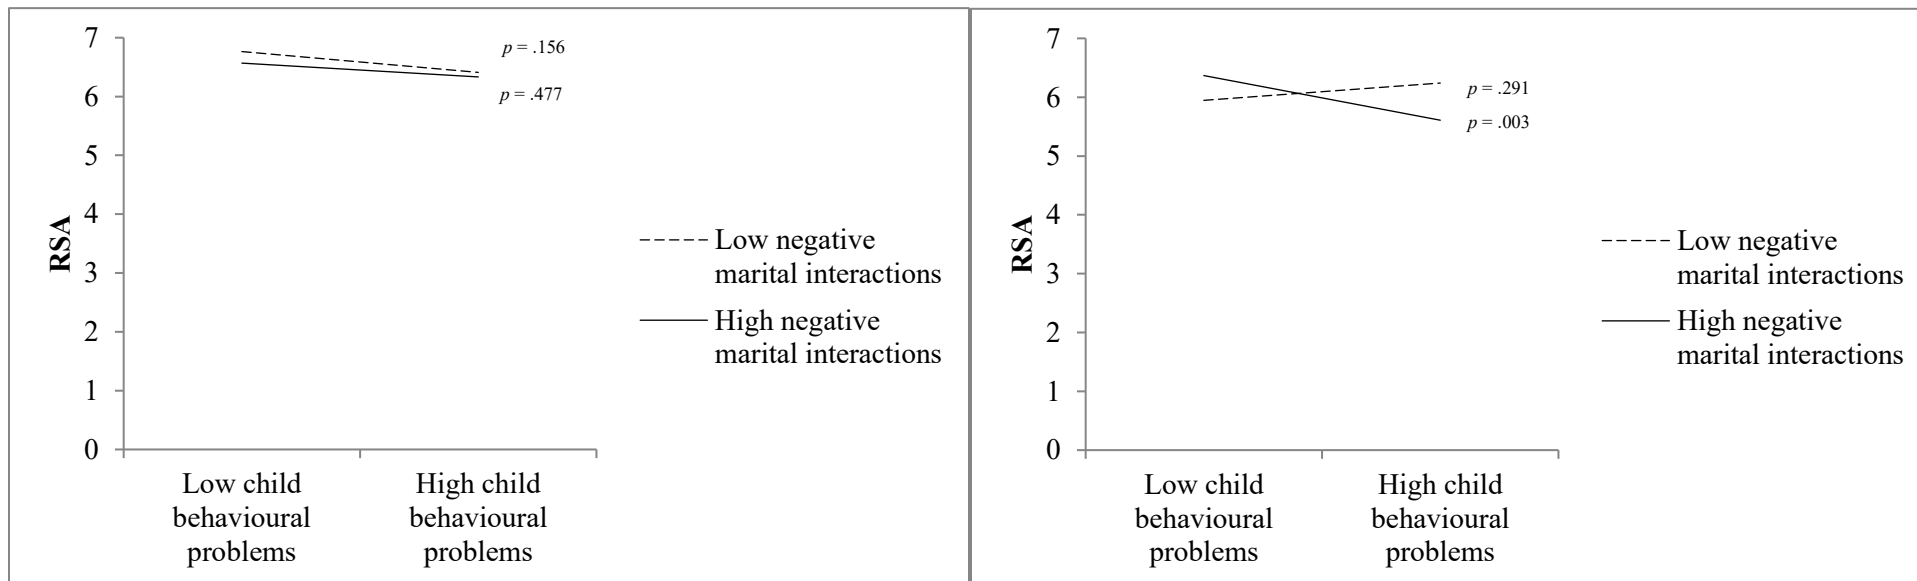 7
6
5
4
3
2
1
0
RSA
p = .156
p = .477
Low negative
marital interactions
High negative
marital interactions
Low child
behavioural
problems
High child
behavioural
problems
7
6
5
4
3
2
1
0
RSA
p = .291
p = .003
Low negative
marital interactions
High negative
marital interactions
Low child
behavioural
problems
High child
behavioural
problems